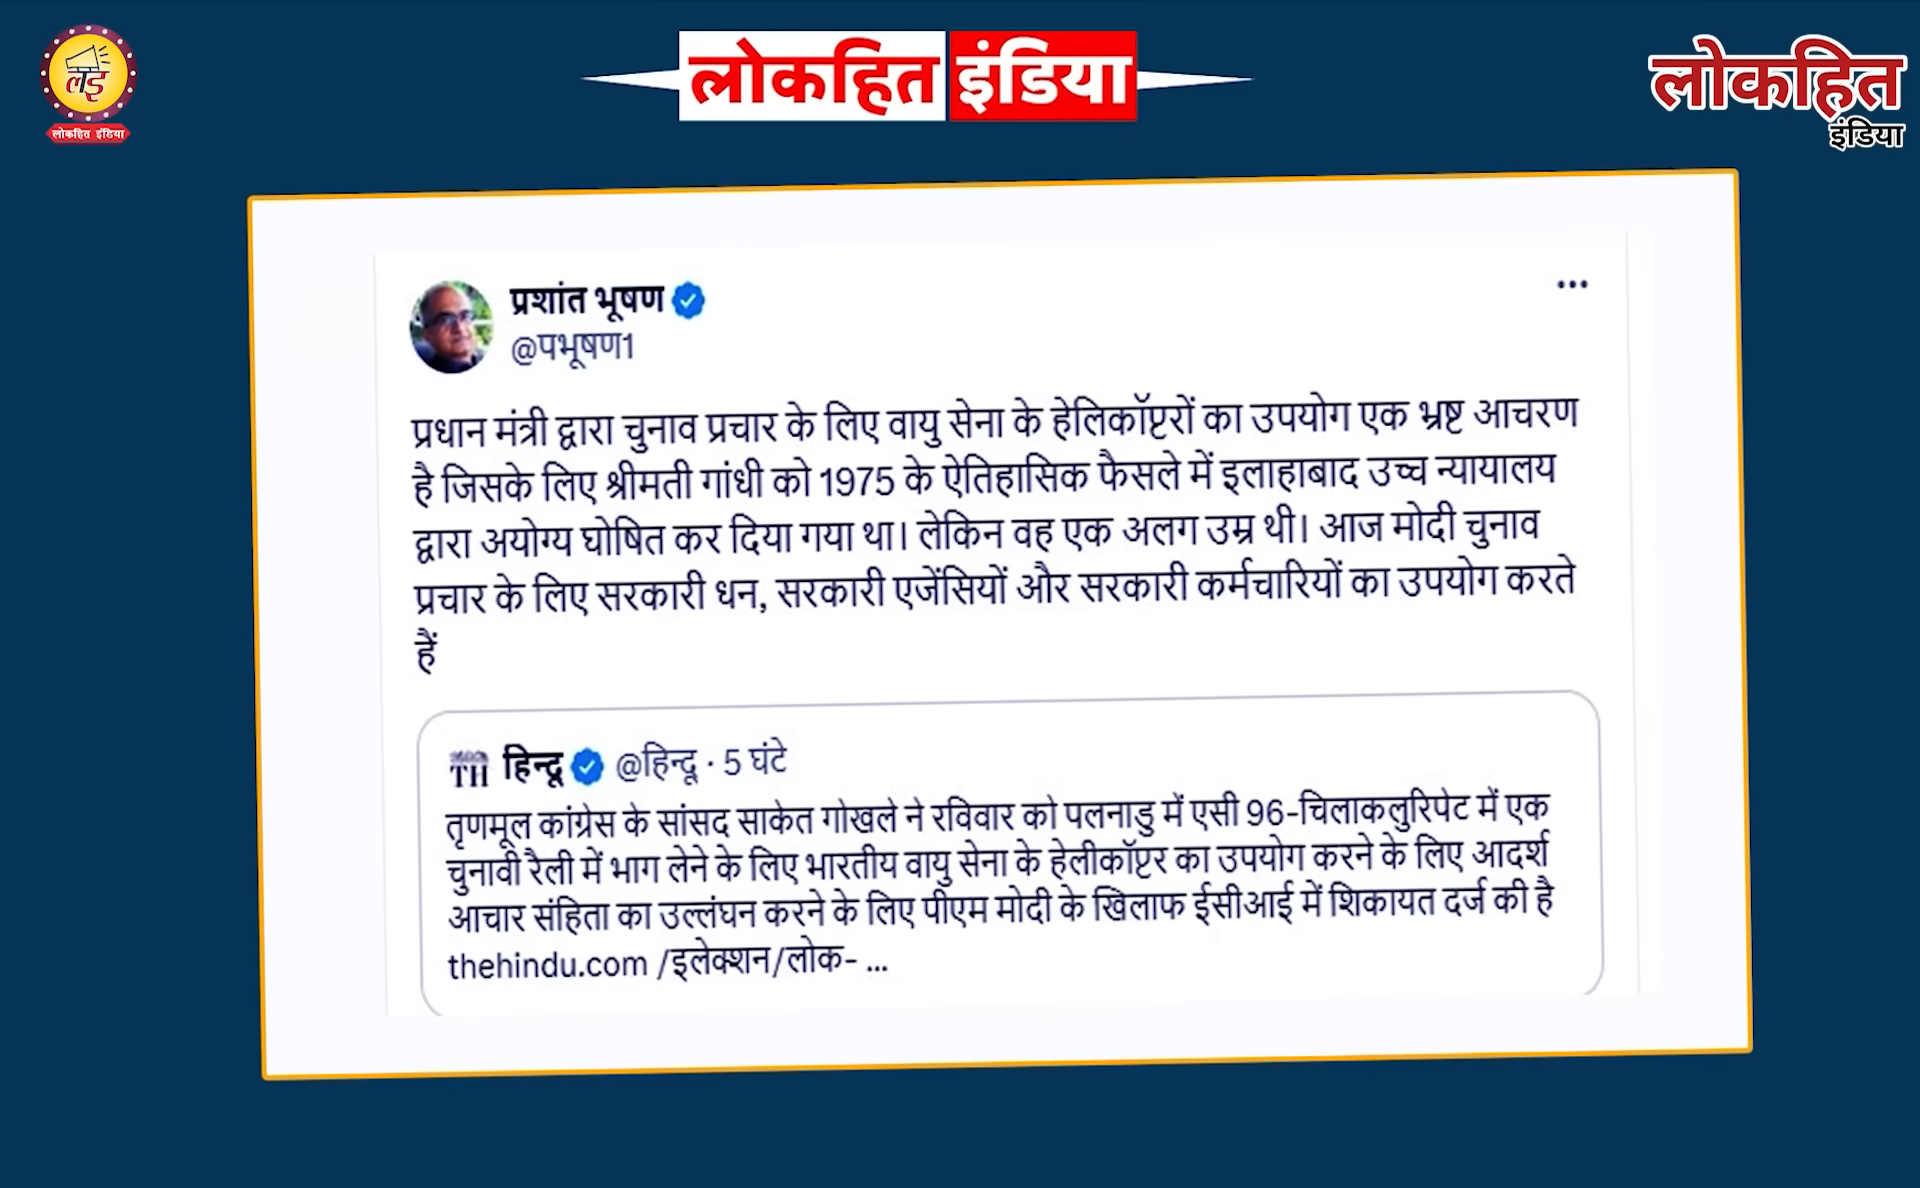 लइ
लोकहित इंडिया
लोकहित इंडिया
लोकहित
इंडिया
प्रशांत भूषण
@पभूषण1
प्रधान मंत्री द्वारा चुनाव प्रचार के लिए वायु सेना के हेलिकॉप्टरों का उपयोग एक भ्रष्ट आचरण
है जिसके लिए श्रीमती गांधी को 1975 के ऐतिहासिक फैसले में इलाहाबाद उच्च न्यायालय
द्वारा अयोग्य घोषित कर दिया गया था। लेकिन वह एक अलग उम्र थी। आज मोदी चुनाव
प्रचार के लिए सरकारी धन, सरकारी एजेंसियों और सरकारी कर्मचारियों का उपयोग करते
हैं
TH हिन्दू @हिन्दू · 5 घंटे
तृणमूल कांग्रेस के सांसद साकेत गोखले ने रविवार को पलनाडु में एसी 96-चिलाकलुरिपेट में एक
चुनावी रैली में भाग लेने के लिए भारतीय वायु सेना के हेलीकॉप्टर का उपयोग करने के लिए आदर्श
आचार संहिता का उल्लंघन करने के लिए पीएम मोदी के खिलाफ ईसीआई में शिकायत दर्ज की है
thehindu.com /इलेक्शन/लोक- ...